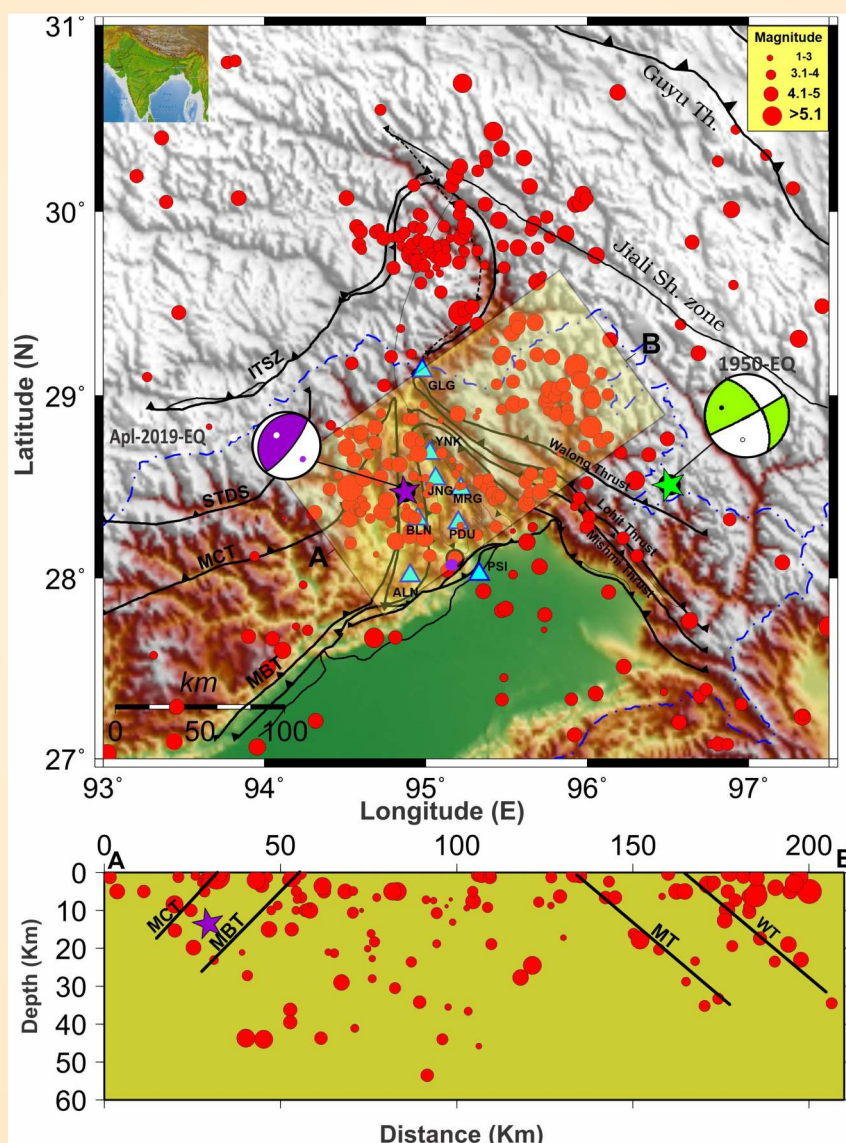 31˚
Magnitude
1-3
3.1-4
4.1-5
>5.1
Guyu Th.
30˚
Jiali Sh. zone
ITSZ
B
1950-EQ
GLG
29˚
Apl-2019-EQ
YNK
Walong Thrust
JNG
MRG
STDS
Lohit Thrust
BLN
PDU
MCT
A
Mishmi Thrust
PSI
28˚
ALN
MBT
km
0 50 100
27˚
93˚ 94˚ 95˚ 96˚ 97˚
Latitude (N)
Longitude (E)
0 50 100 150 200
A B
0
10
20
30
40
50
60
MCT
MBT
MT
WT
Depth (Km)
Distance (Km)